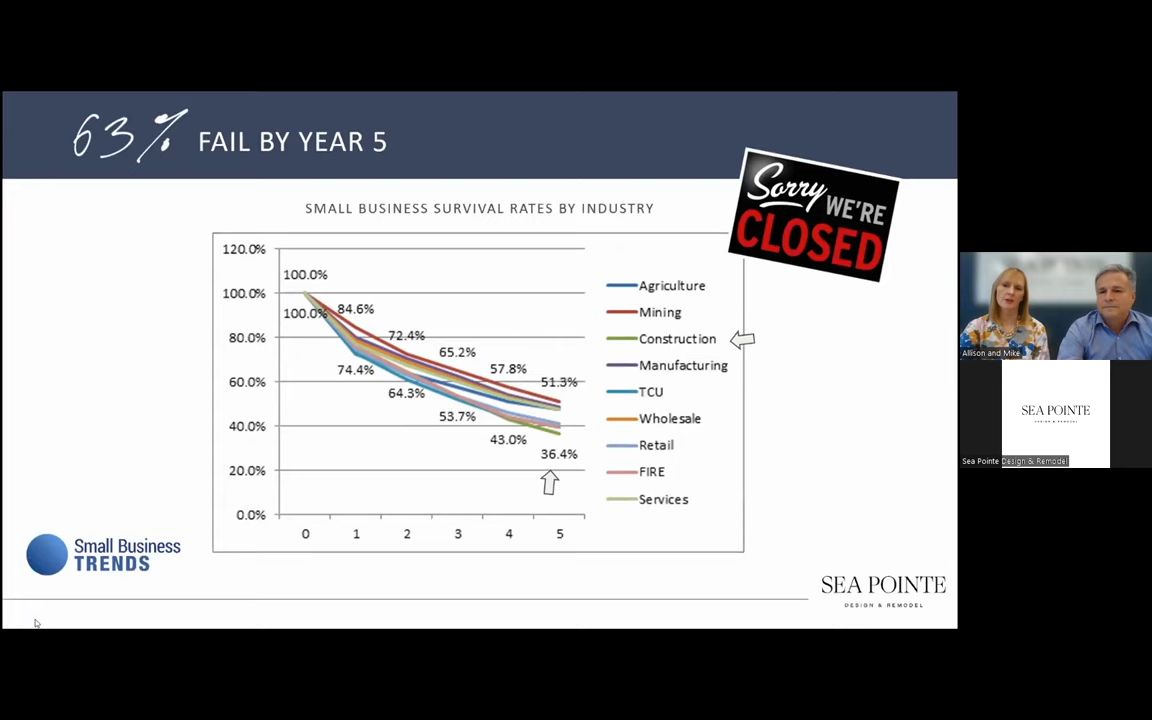 63% FAIL BY YEAR 5
Sorry
WE'RE
CLOSED
SMALL BUSINESS SURVIVAL RATES BY INDUSTRY
120.0%
100.0%
80.0%
60.0%
40.0%
20.0%
0.0%
100.0%
100.0%
84.6%
72.4%
65.2%
57.8%
51.3%
74.4%
64.3%
53.7%
43.0%
36.4%
0 1 2 3 4 5
Agriculture
Mining
Construction
Manufacturing
TCU
Wholesale
Retail
FIRE
Services
Small Business
TRENDS
SEA POINTE
DESIGN & REMODEL
Allison and Mike
SEA POINTE
DESIGN & REMODEL
Sea Pointe Design & Remodel